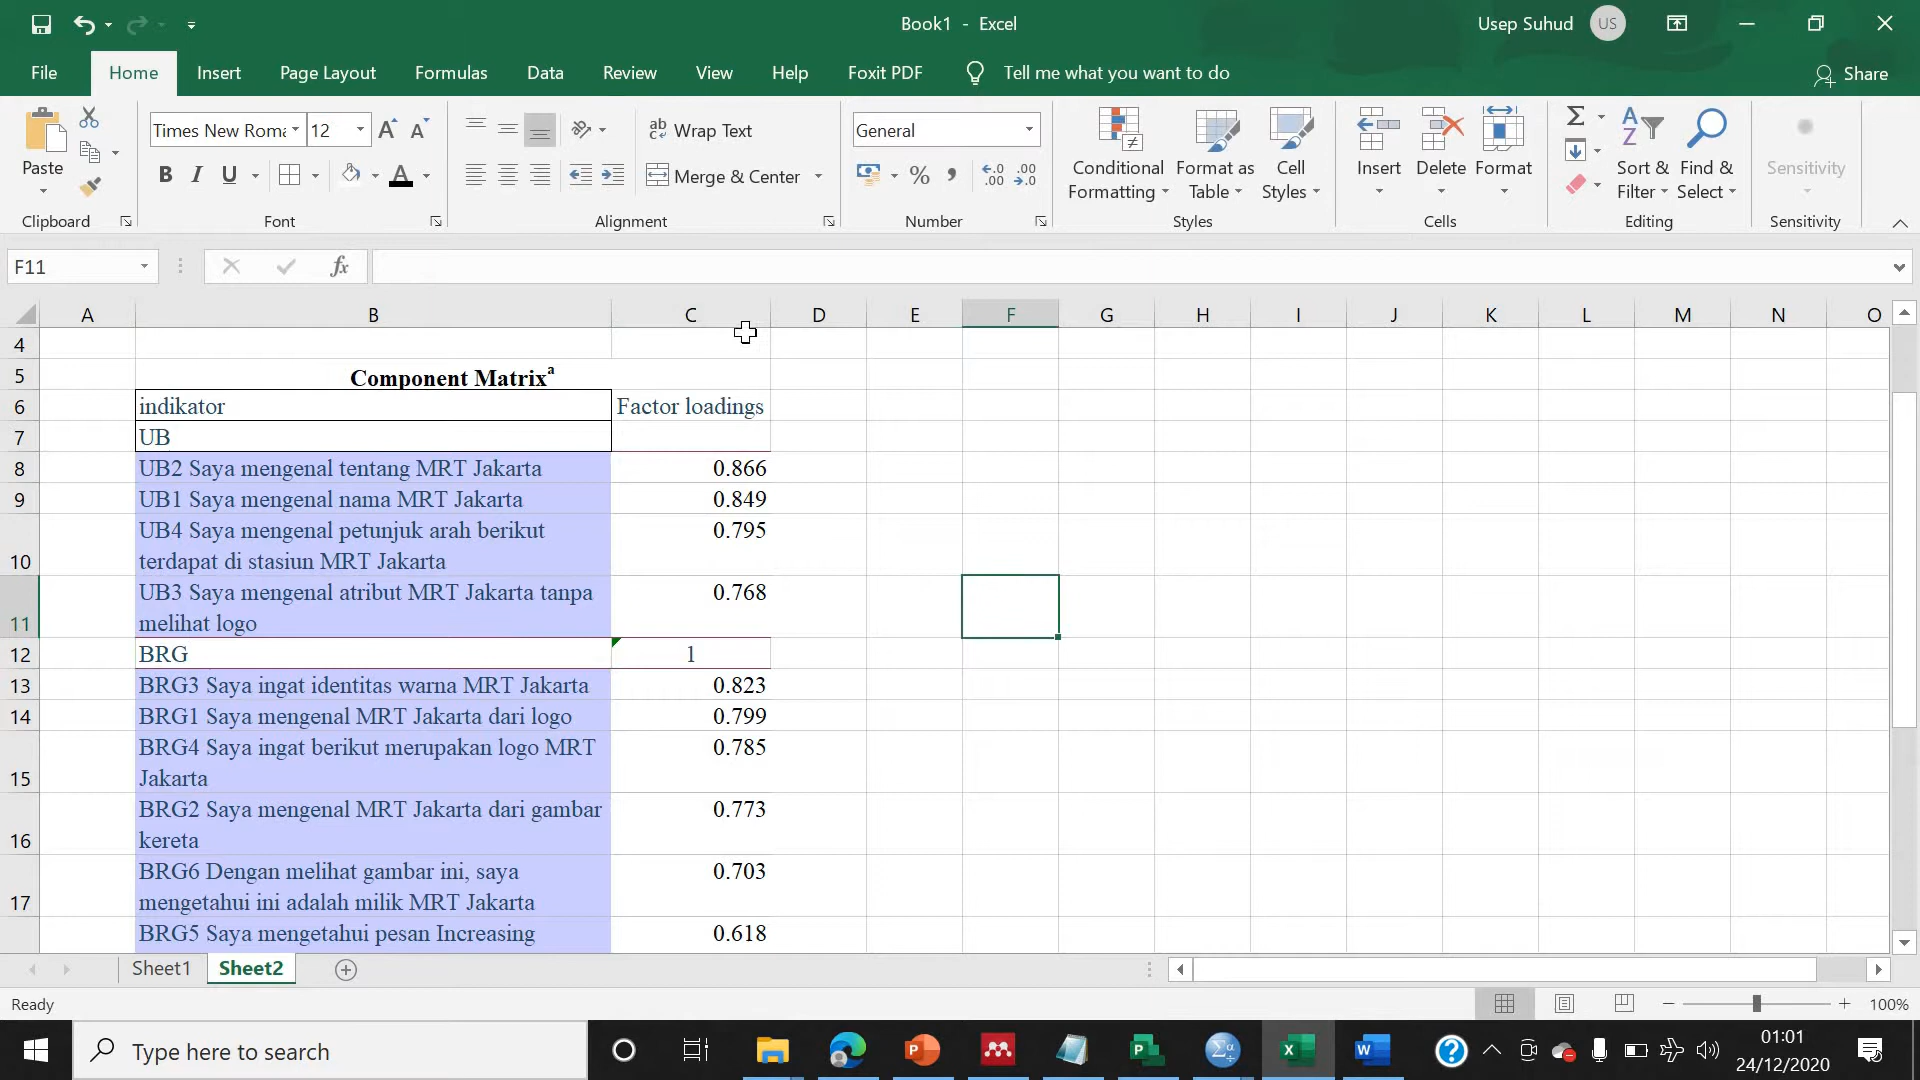 Book1 - Excel
Usep Suhud
US
File
Home
Insert
Page Layout
Formulas
Data
Review
View
Help
Foxit PDF
Tell me what you want to do
Share
Paste
Clipboard
Times New Roma
12
B I U
Font
Wrap Text
Merge & Center
Alignment
General
Number
Conditional
Formatting
Format as
Table
Cell
Styles
Styles
Insert
Delete
Format
Cells
Sort &
Filter
Find &
Select
Editing
Sensitivity
Sensitivity
F11
fx
A B C D E F G H I J K L M N O
4
5 Component Matrixᵃ
6 indikator Factor loadings
7 UB
8 UB2 Saya mengenal tentang MRT Jakarta 0.866
9 UB1 Saya mengenal nama MRT Jakarta 0.849
UB4 Saya mengenal petunjuk arah berikut 0.795
10 terdapat di stasiun MRT Jakarta
UB3 Saya mengenal atribut MRT Jakarta tanpa 0.768
11 melihat logo
12 BRG 1
13 BRG3 Saya ingat identitas warna MRT Jakarta 0.823
14 BRG1 Saya mengenal MRT Jakarta dari logo 0.799
BRG4 Saya ingat berikut merupakan logo MRT 0.785
15 Jakarta
BRG2 Saya mengenal MRT Jakarta dari gambar 0.773
16 kereta
BRG6 Dengan melihat gambar ini, saya 0.703
17 mengetahui ini adalah milik MRT Jakarta
BRG5 Saya mengetahui pesan Increasing 0.618
Sheet1
Sheet2
Ready
100%
Type here to search
01:01
24/12/2020